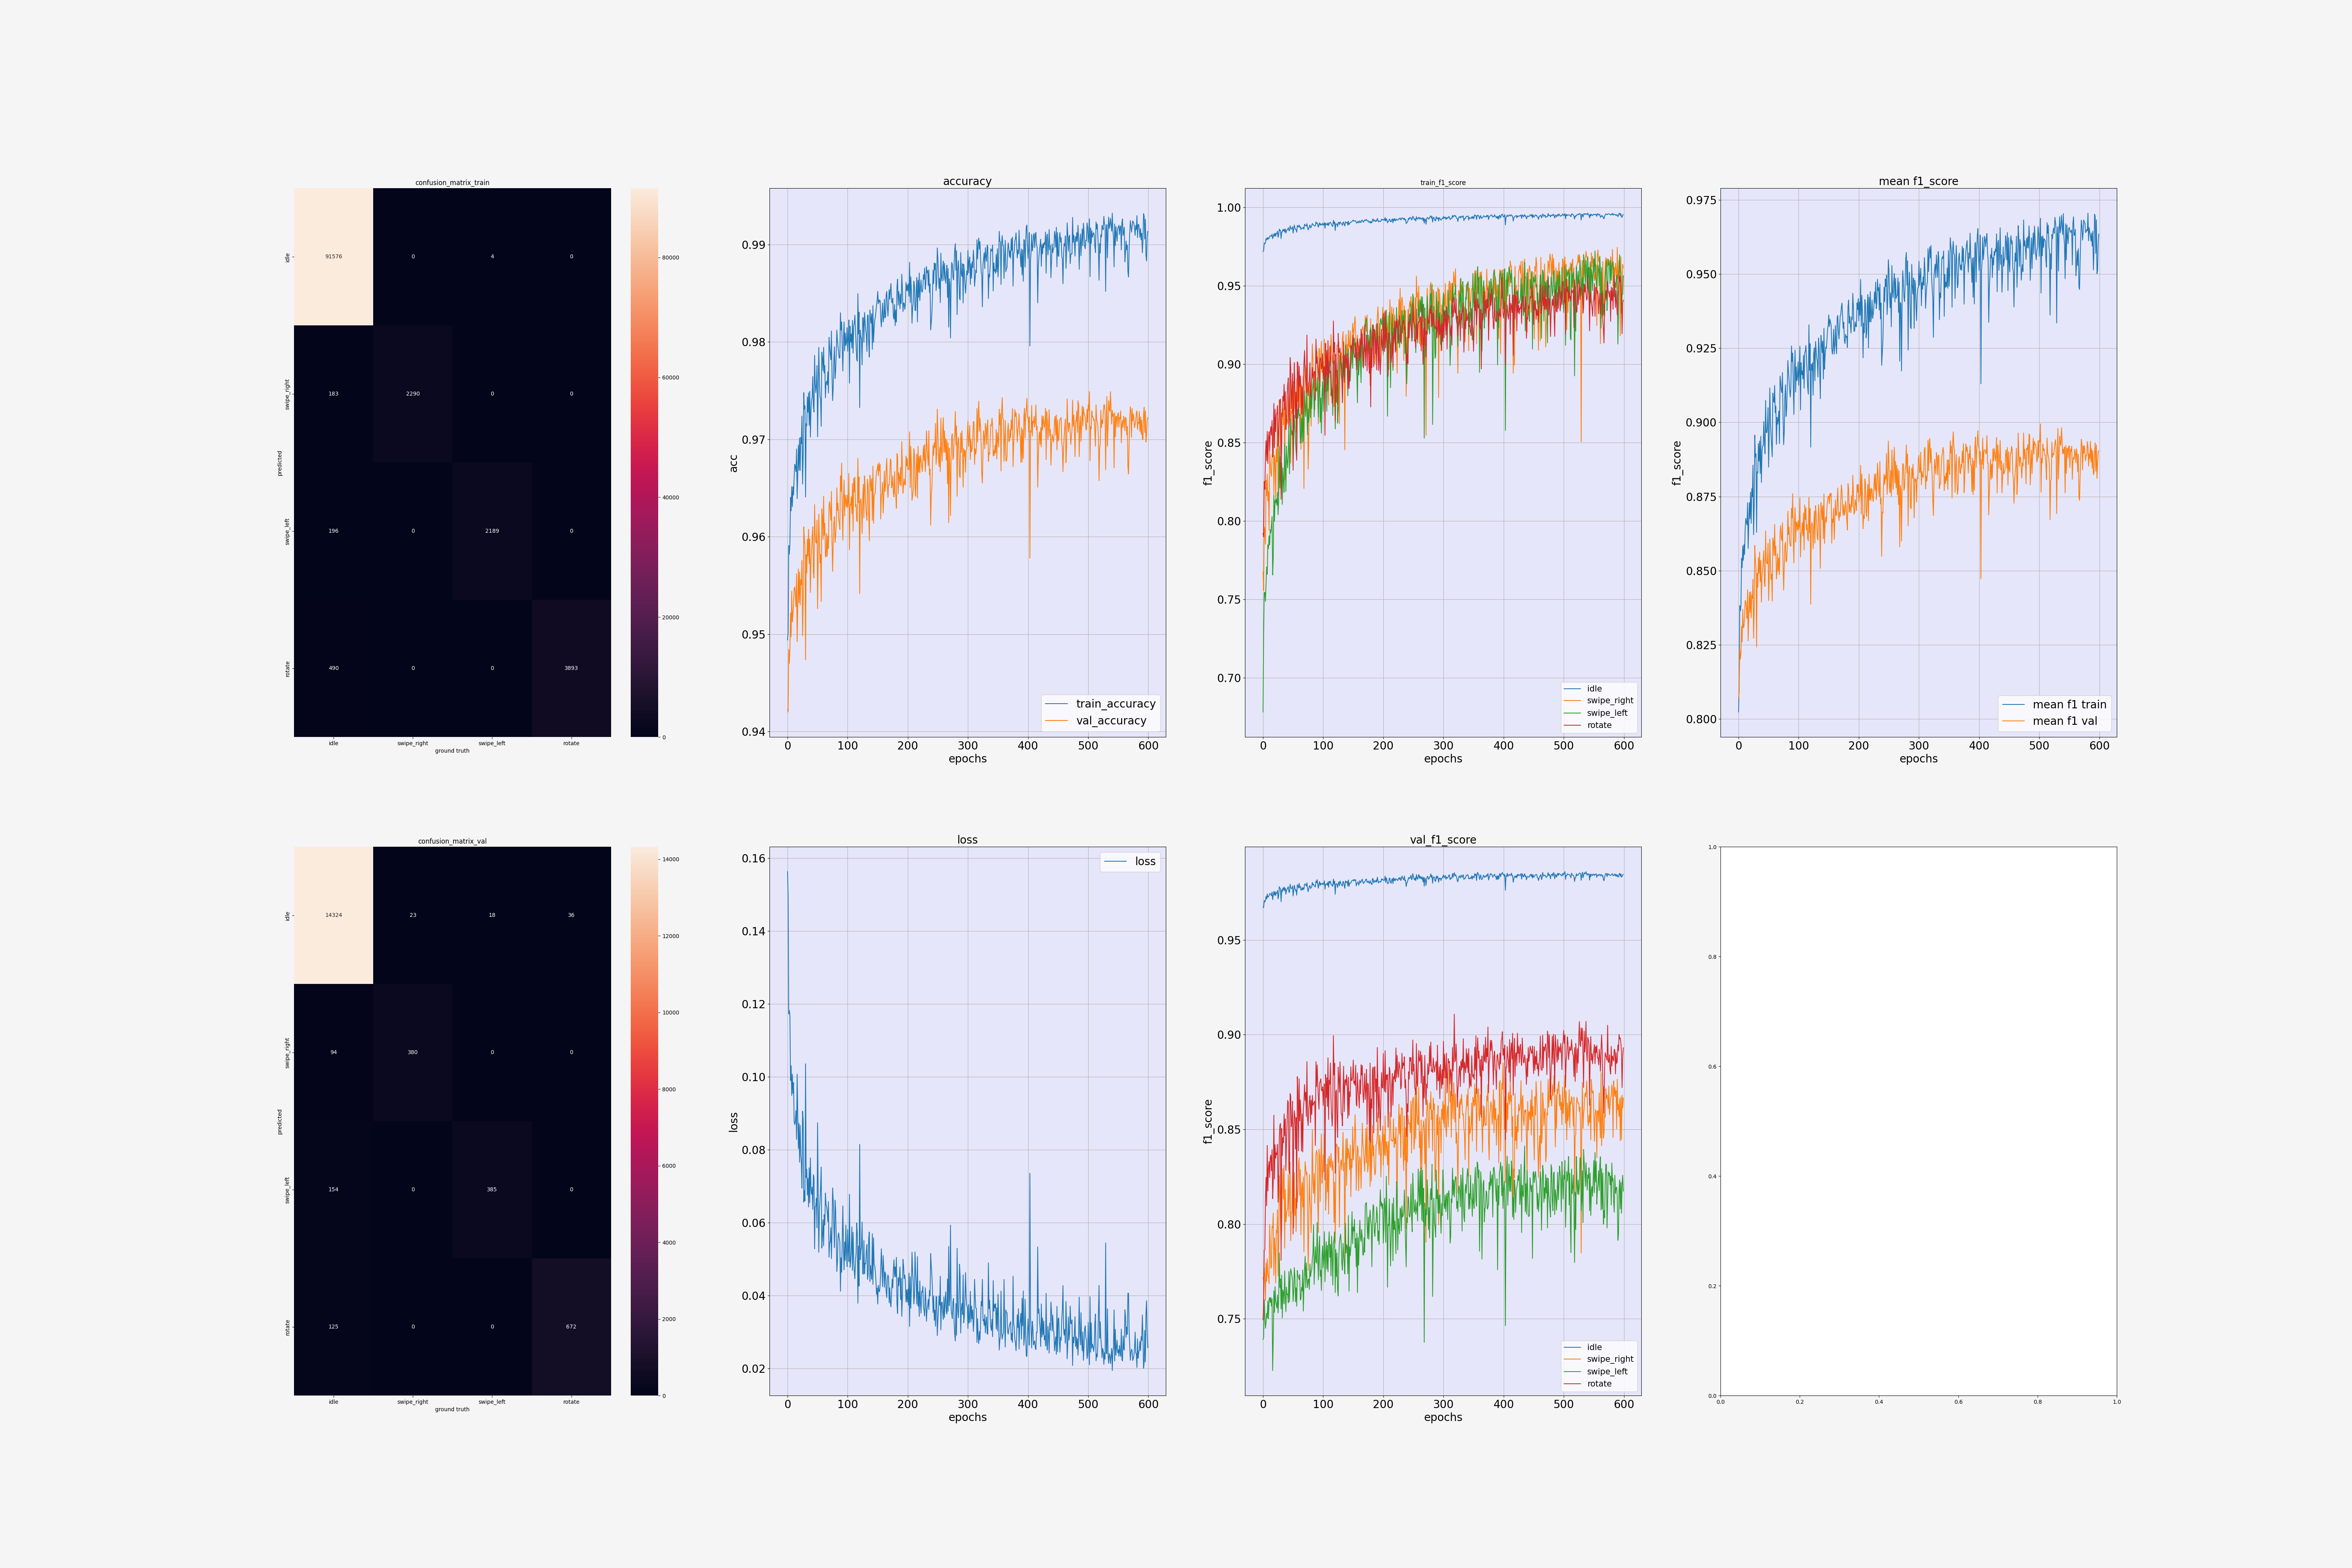 confusion_matrix_train
idle
swipe_right
swipe_left
rotate
predicted
91576 0 4 0
183 2290 0 0
196 0 2189 0
490 0 0 3893
idle swipe_right swipe_left rotate
ground truth
80000
60000
40000
20000
0
accuracy
acc
0.99
0.98
0.97
0.96
0.95
0.94
train_accuracy
val_accuracy
0 100 200 300 400 500 600
epochs
train_f1_score
f1_score
1.00
0.95
0.90
0.85
0.80
0.75
0.70
idle
swipe_right
swipe_left
rotate
0 100 200 300 400 500 600
epochs
mean f1_score
f1_score
0.975
0.950
0.925
0.900
0.875
0.850
0.825
0.800
mean f1 train
mean f1 val
0 100 200 300 400 500 600
epochs
confusion_matrix_val
idle
swipe_right
swipe_left
rotate
predicted
14324 23 18 36
94 380 0 0
154 0 385 0
125 0 0 672
idle swipe_right swipe_left rotate
ground truth
14000
12000
10000
8000
6000
4000
2000
0
loss
loss
0.16
0.14
0.12
0.10
0.08
0.06
0.04
0.02
loss
0 100 200 300 400 500 600
epochs
val_f1_score
f1_score
0.95
0.90
0.85
0.80
0.75
idle
swipe_right
swipe_left
rotate
0 100 200 300 400 500 600
epochs
1.0
0.8
0.6
0.4
0.2
0.0
0.0 0.2 0.4 0.6 0.8 1.0